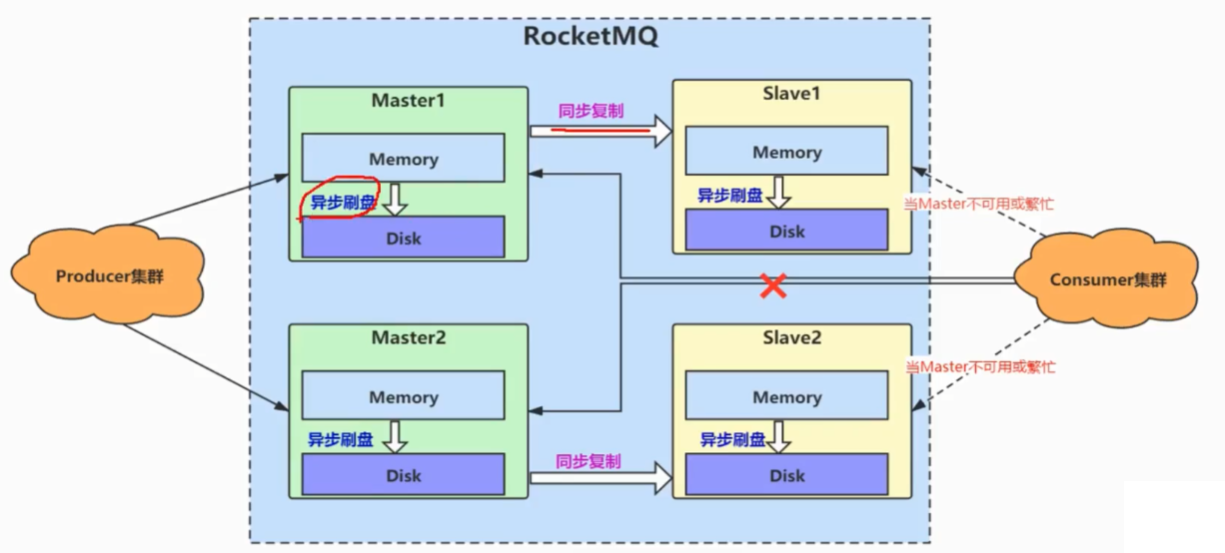 RocketMQ
Master1
Memory
异步刷盘
Disk
同步复制
Slave1
Memory
异步刷盘
Disk
当Master不可用或繁忙
Producer集群
Consumer集群
Master2
Memory
异步刷盘
Disk
同步复制
Slave2
Memory
异步刷盘
Disk
当Master不可用或繁忙